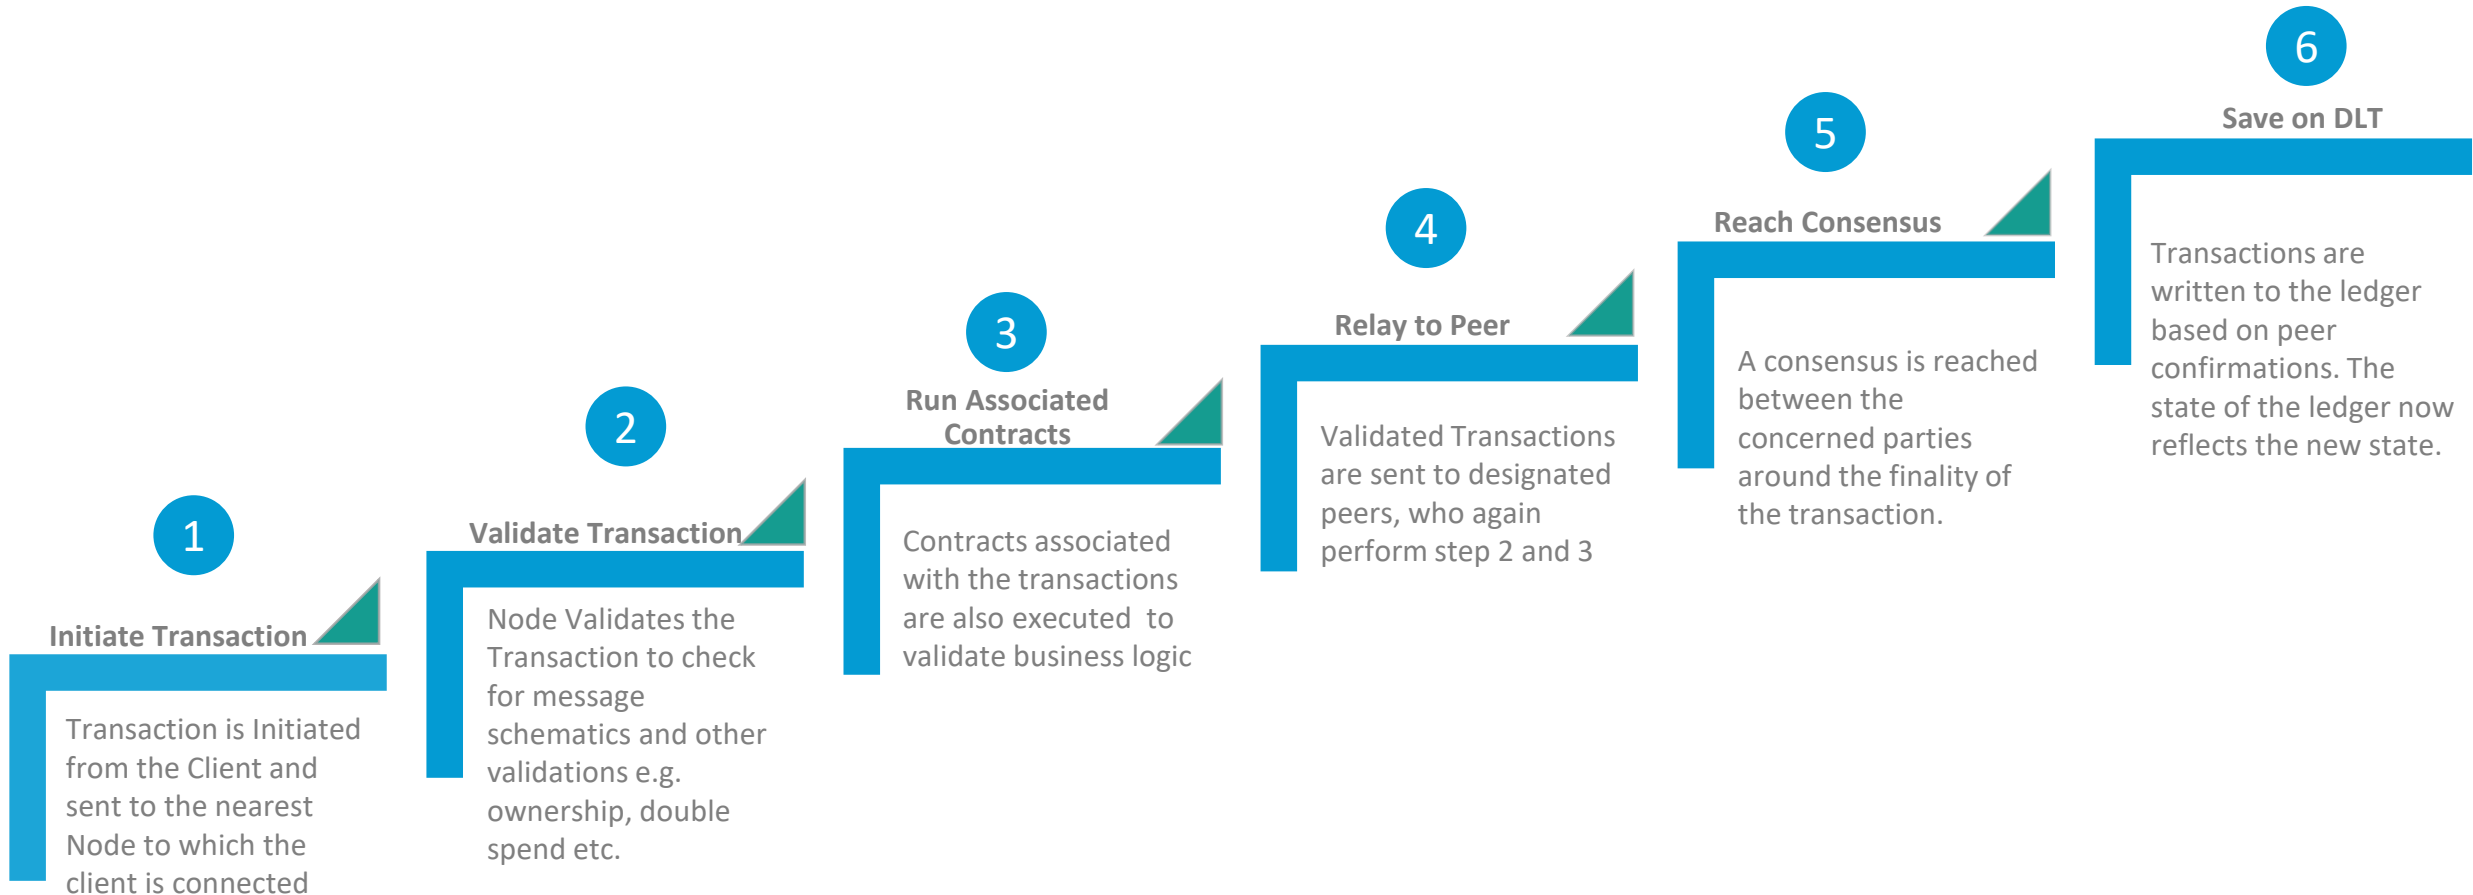 1
Initiate Transaction
Transaction is Initiated
from the Client and
sent to the nearest
Node to which the
client is connected
2
Validate Transaction
Node Validates the
Transaction to check
for message
schematics and other
validations e.g.
ownership, double
spend etc.
3
Run Associated
Contracts
Contracts associated
with the transactions
are also executed  to
validate business logic
4
Relay to Peer
Validated Transactions
are sent to designated
peers, who again
perform step 2 and 3
5
Reach Consensus
A consensus is reached
between the
concerned parties
around the finality of
the transaction.
6
Save on DLT
Transactions are
written to the ledger
based on peer
confirmations. The
state of the ledger now
reflects the new state.